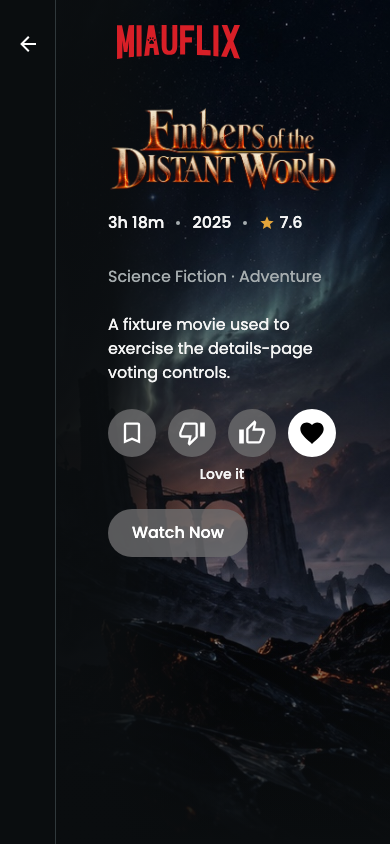 MIAUFLIX
Embers of the
DISTANT WORLD
3h 18m • 2025 • ★ 7.6
Science Fiction · Adventure
A fixture movie used to
exercise the details-page
voting controls.
Love it
Watch Now